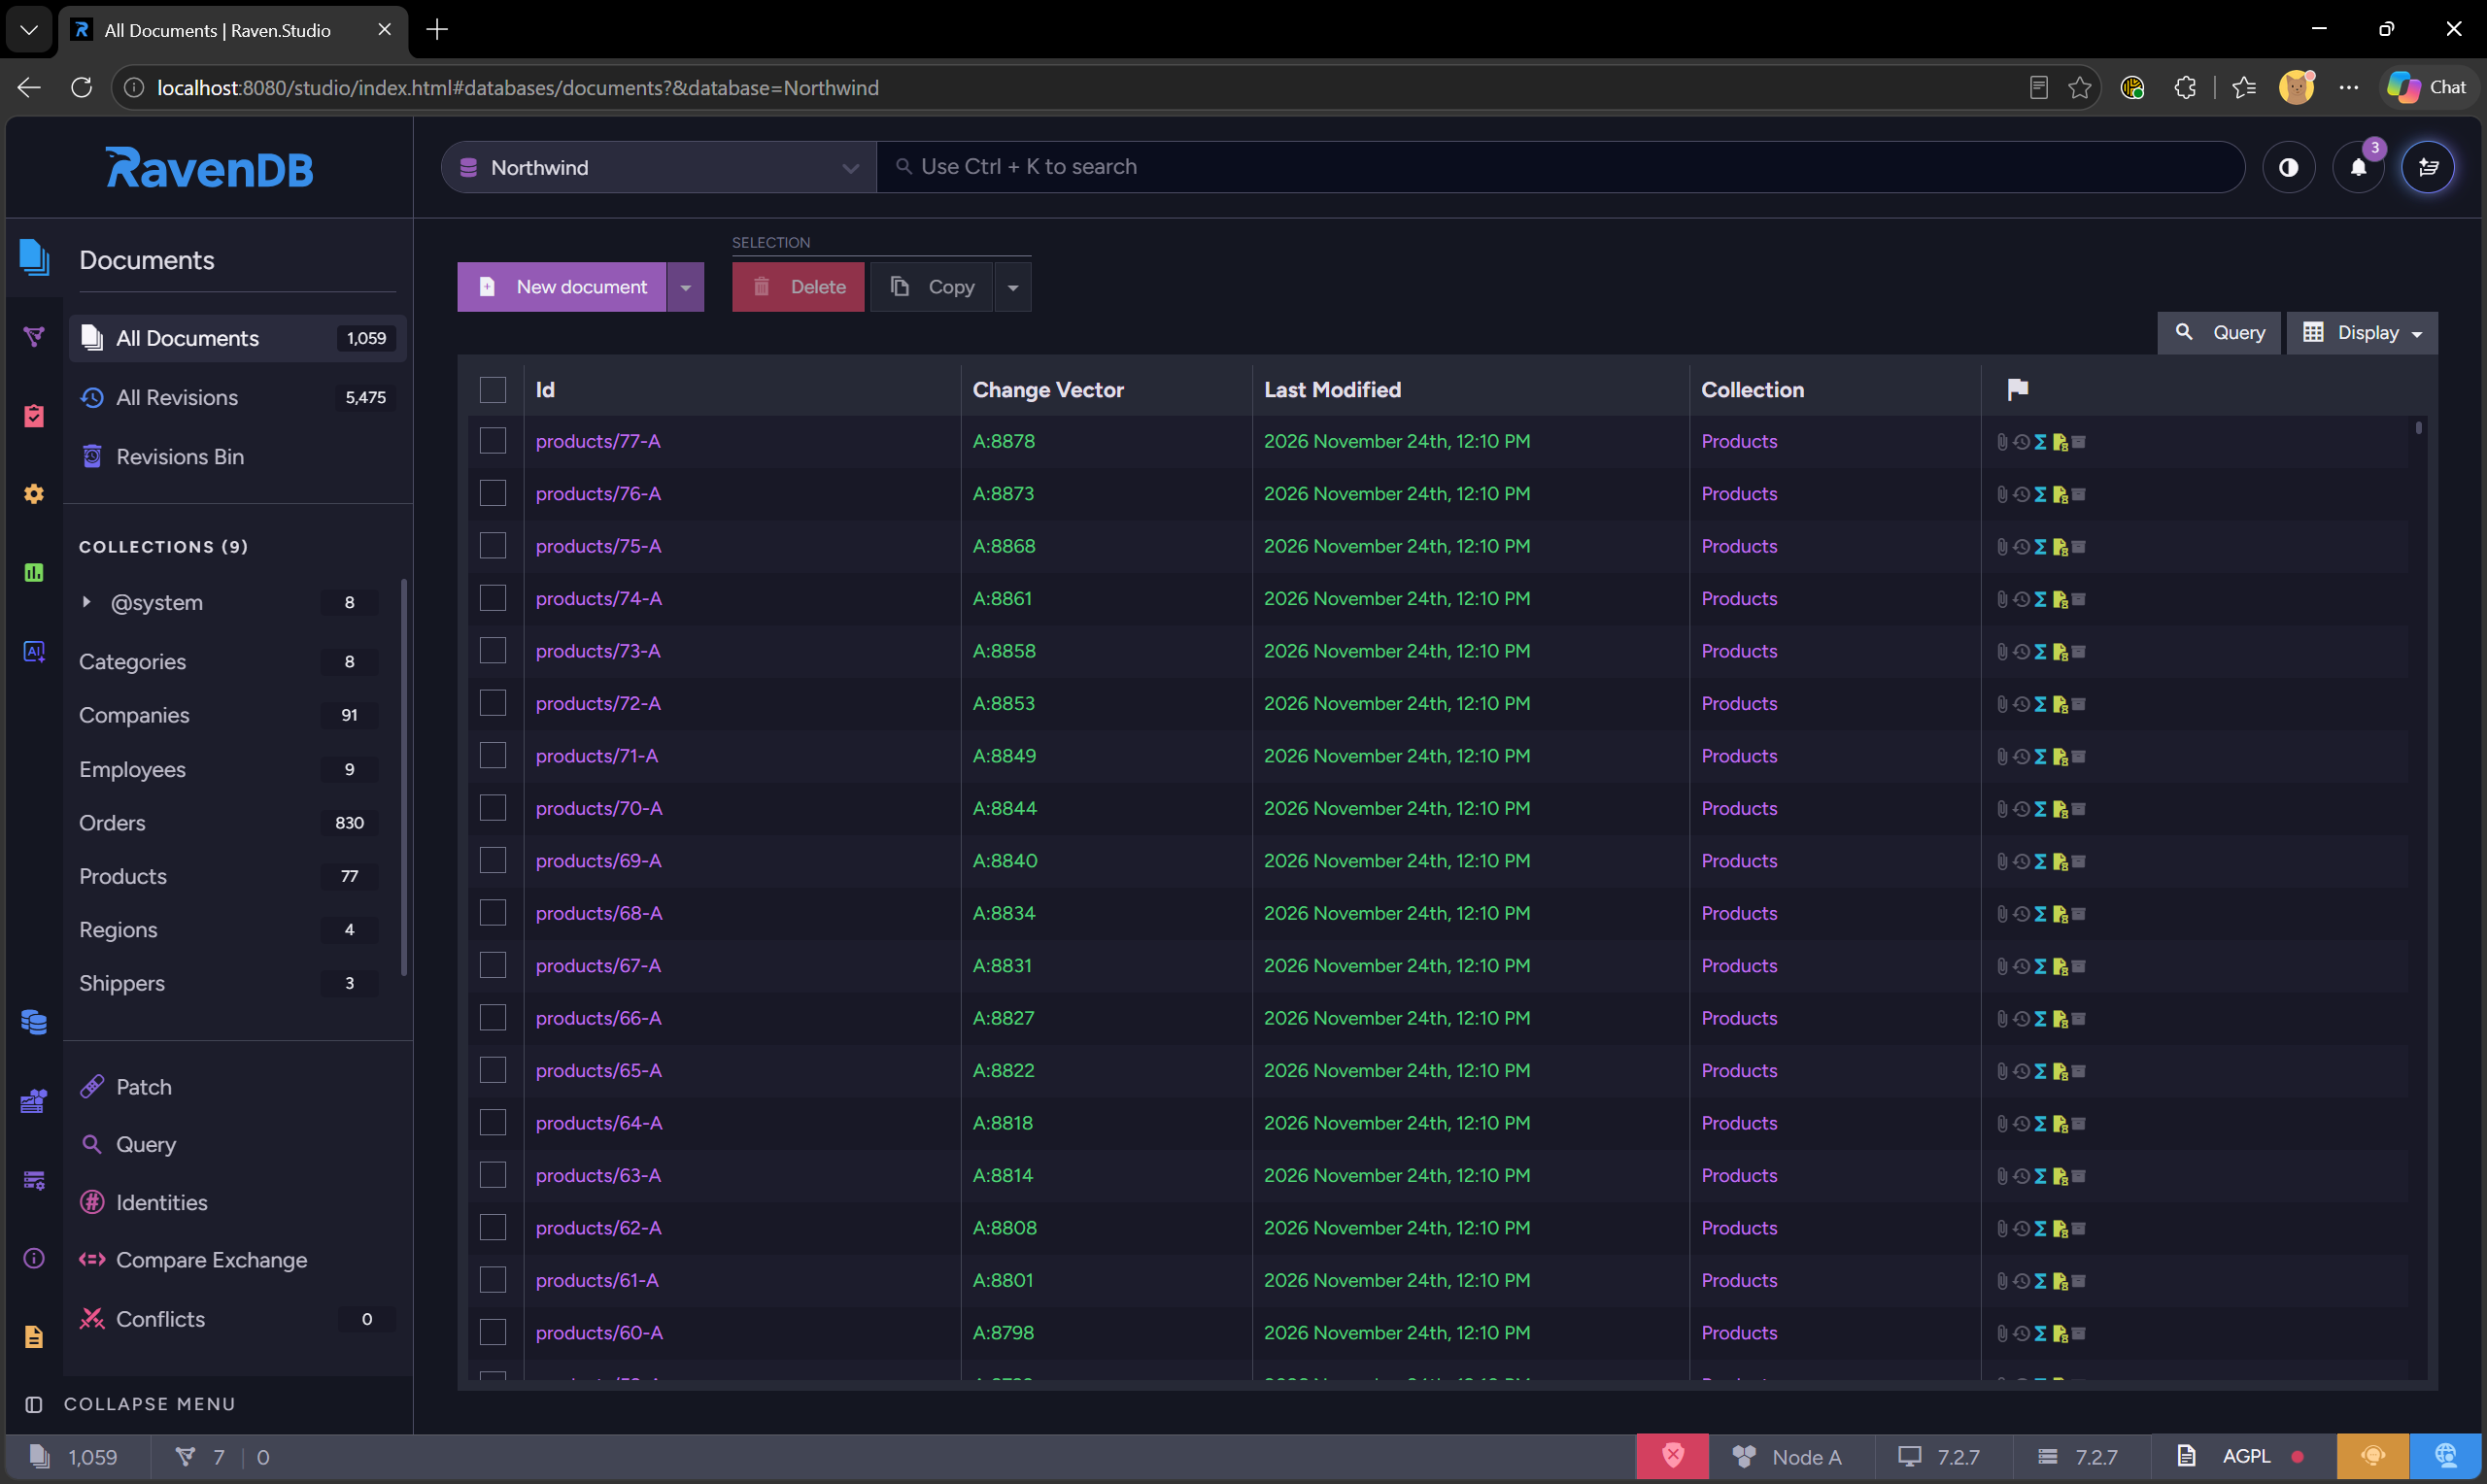 All Documents | Raven.Studio
localhost:8080/studio/index.html#databases/documents?&database=Northwind
Chat
RavenDB
Northwind
Use Ctrl + K to search
3
Documents
All Documents 1,059
All Revisions 5,475
Revisions Bin
COLLECTIONS (9)
@system 8
Categories 8
Companies 91
Employees 9
Orders 830
Products 77
Regions 4
Shippers 3
Patch
Query
Identities
Compare Exchange
Conflicts 0
COLLAPSE MENU
AI
SELECTION
New document
Delete
Copy
Query
Display
Id Change Vector Last Modified Collection
products/77-A A:8878 2026 November 24th, 12:10 PM Products
products/76-A A:8873 2026 November 24th, 12:10 PM Products
products/75-A A:8868 2026 November 24th, 12:10 PM Products
products/74-A A:8861 2026 November 24th, 12:10 PM Products
products/73-A A:8858 2026 November 24th, 12:10 PM Products
products/72-A A:8853 2026 November 24th, 12:10 PM Products
products/71-A A:8849 2026 November 24th, 12:10 PM Products
products/70-A A:8844 2026 November 24th, 12:10 PM Products
products/69-A A:8840 2026 November 24th, 12:10 PM Products
products/68-A A:8834 2026 November 24th, 12:10 PM Products
products/67-A A:8831 2026 November 24th, 12:10 PM Products
products/66-A A:8827 2026 November 24th, 12:10 PM Products
products/65-A A:8822 2026 November 24th, 12:10 PM Products
products/64-A A:8818 2026 November 24th, 12:10 PM Products
products/63-A A:8814 2026 November 24th, 12:10 PM Products
products/62-A A:8808 2026 November 24th, 12:10 PM Products
products/61-A A:8801 2026 November 24th, 12:10 PM Products
products/60-A A:8798 2026 November 24th, 12:10 PM Products
1,059 7 | 0 Node A 7.2.7 7.2.7 AGPL